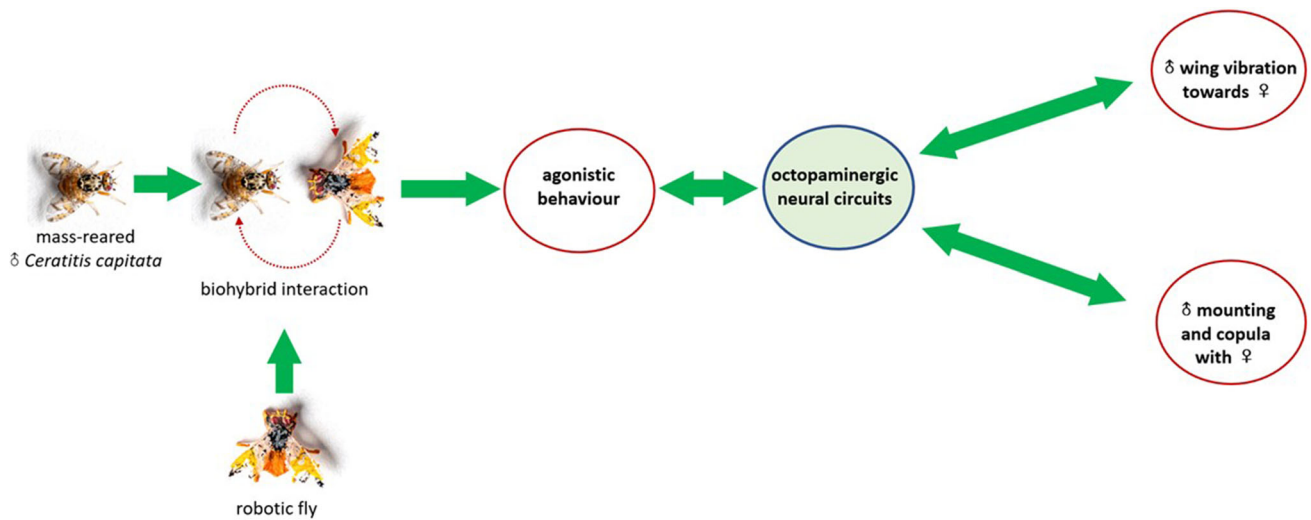 mass-reared
♂ Ceratitis capitata
biohybrid interaction
robotic fly
agonistic
behaviour
octopaminergic
neural circuits
♂ wing vibration
towards ♀
♂ mounting
and copula
with ♀